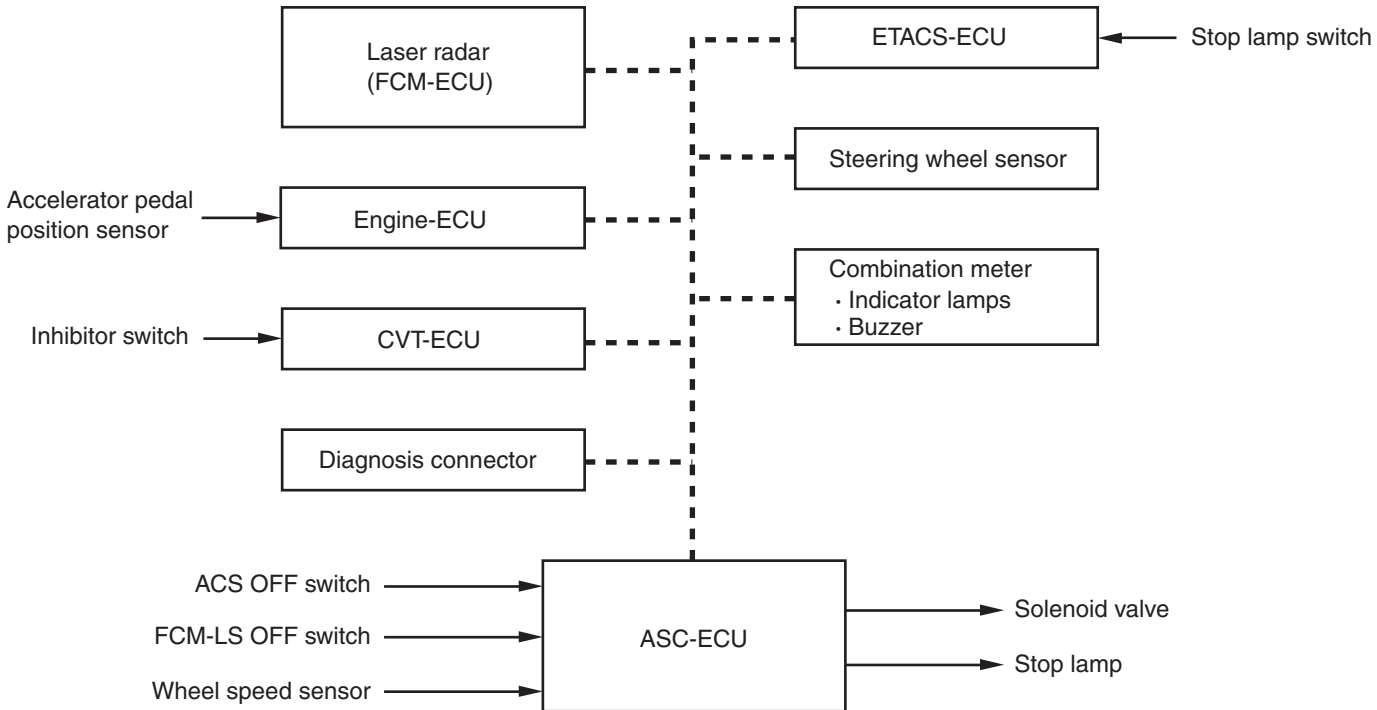 Laser radar
(FCM-ECU)
ETACS-ECU
Stop lamp switch
Steering wheel sensor
Accelerator pedal
position sensor
Engine-ECU
Combination meter
· Indicator lamps
· Buzzer
Inhibitor switch
CVT-ECU
Diagnosis connector
ACS OFF switch
FCM-LS OFF switch
Wheel speed sensor
ASC-ECU
Solenoid valve
Stop lamp